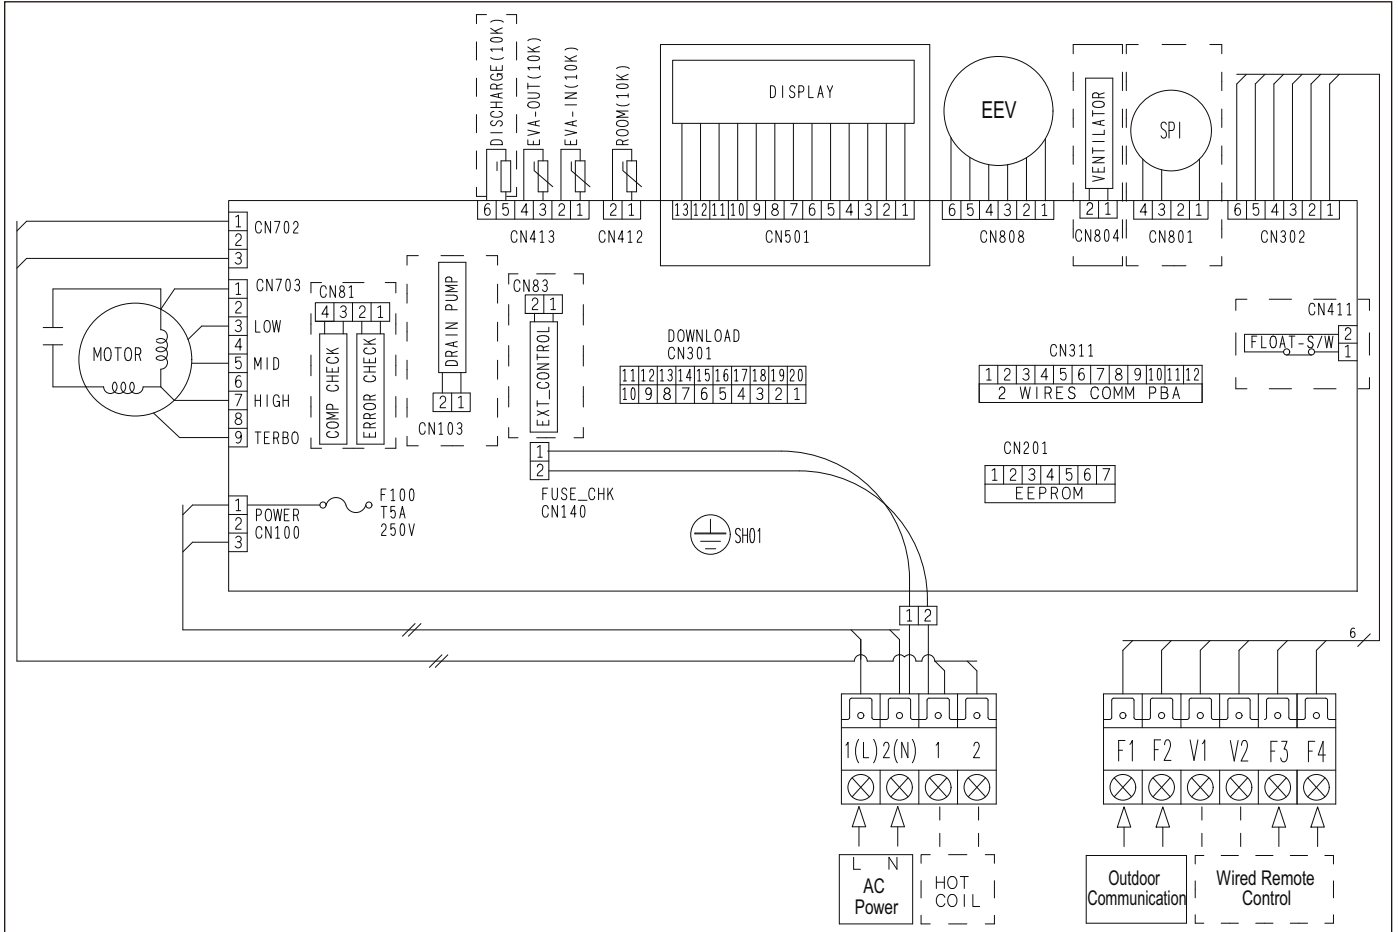 DISCHARGE(10K)
EVA-OUT(10K)
EVA-IN(10K)
ROOM(10K)
DISPLAY
EEV
VENTILATOR
SPI
6 5 4 3 2 1
2 1
13 12 11 10 9 8 7 6 5 4 3 2 1
6 5 4 3 2 1
2 1
4 3 2 1
6 5 4 3 2 1
CN413
CN412
CN501
CN808
CN804
CN801
CN302
1
2
3
CN702
MOTOR
CN703
1
2
3 LOW
4
5 MID
6
7 HIGH
8
9 TERBO
CN81
4 3 2 1
COMP CHECK
ERROR CHECK
DRAIN PUMP
2 1
CN103
CN83
2 1
EXT_CONTROL
DOWNLOAD
CN301
11 12 13 14 15 16 17 18 19 20
10 9 8 7 6 5 4 3 2 1
CN311
1 2 3 4 5 6 7 8 9 10 11 12
2 WIRES COMM PBA
CN411
FLOAT-S/W
2
1
CN201
1 2 3 4 5 6 7
EEPROM
1
2
FUSE_CHK
CN140
1
2
3
POWER
CN100
F100
T5A
250V
SH01
1 2
6
1(L) 2(N) 1 2
F1 F2 V1 V2 F3 F4
L N
AC
Power
HOT
COIL
Outdoor
Communication
Wired Remote
Control